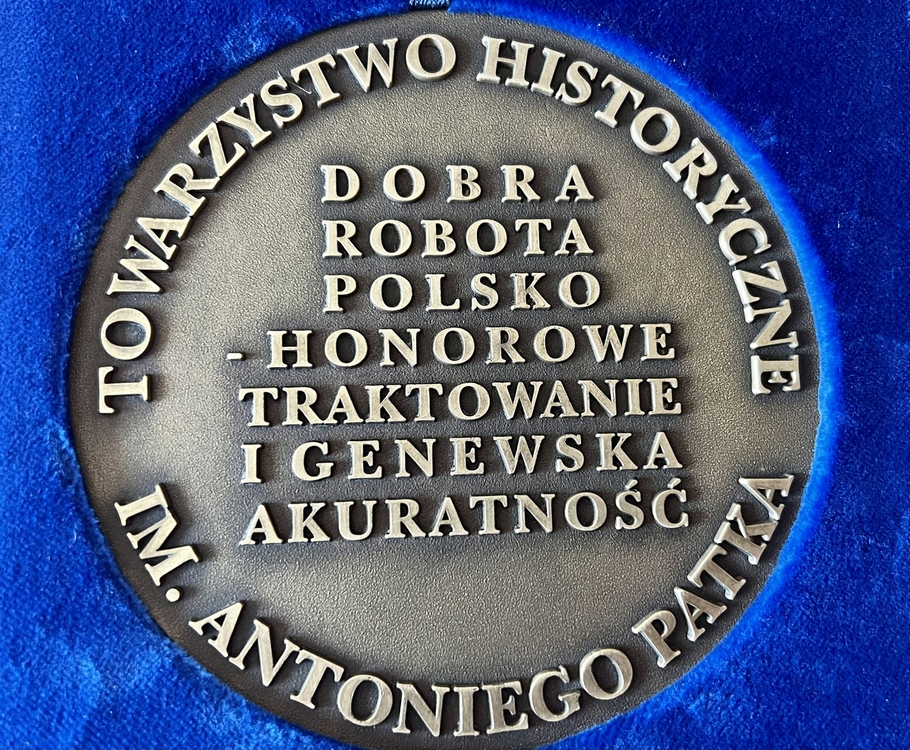 TOWARZYSTWO HISTORYCZNE
DOBRA
ROBOTA
POLSKO
-HONOROWE
TRAKTOWANIE
I GENEWSKA
AKURATNOŚĆ
IM. ANTONIEGO PATKA